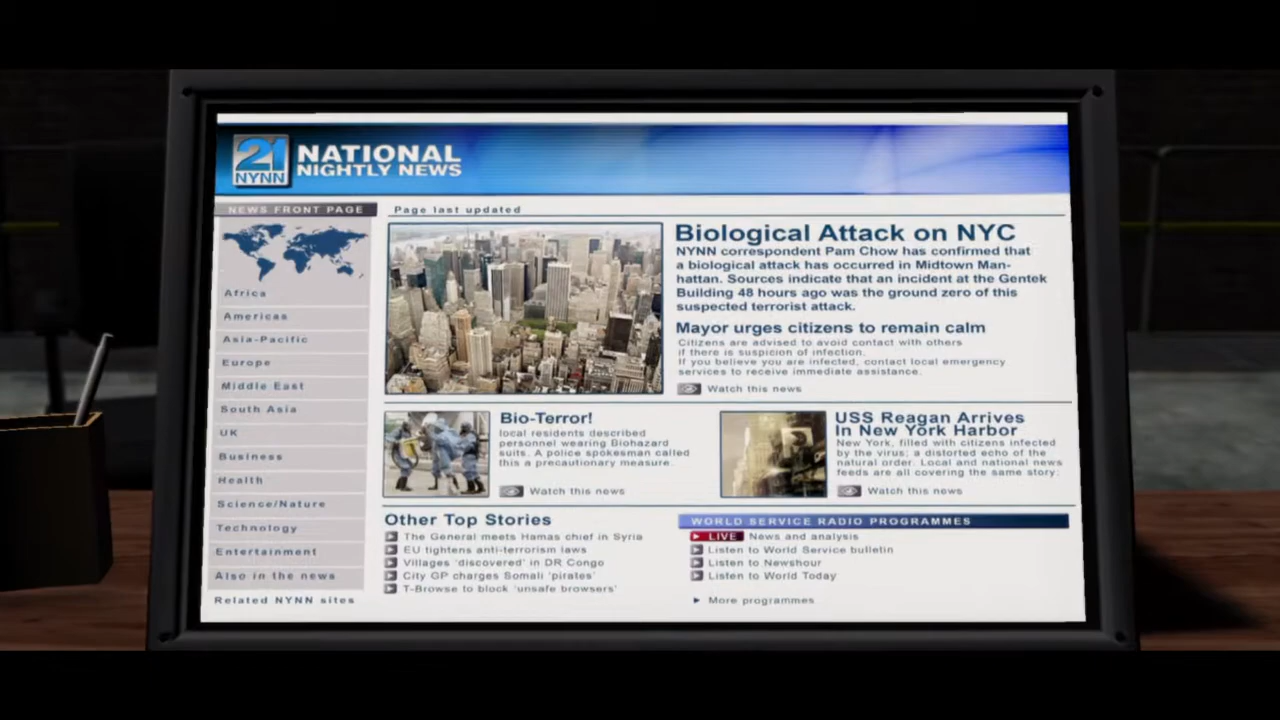 21
NYNN
NATIONAL
NIGHTLY NEWS
NEWS FRONT PAGE
Africa
Americas
Asia-Pacific
Europe
Middle East
South Asia
UK
Business
Health
Science/Nature
Technology
Entertainment
Also in the news
Related NYNN sites
Page last updated
Biological Attack on NYC
NYNN correspondent Pam Chow has confirmed that
a biological attack has occurred in Midtown Man-
hattan. Sources indicate that an incident at the Gentek
Building 48 hours ago was the ground zero of this
suspected terrorist attack.
Mayor urges citizens to remain calm
Citizens are advised to avoid contact with others
if there is suspicion of infection.
If you believe you are infected, contact local emergency
services to receive immediate assistance.
Watch this news
Bio-Terror!
local residents described
personnel wearing Biohazard
suits. A police spokesman called
this a precautionary measure.
Watch this news
USS Reagan Arrives
In New York Harbor
New York, filled with citizens infected
by the virus; a distorted echo of the
natural order. Local and national news
feeds are all covering the same story:
Watch this news
Other Top Stories
The General meets Hamas chief in Syria
EU tightens anti-terrorism laws
Villages 'discovered' in DR Congo
City GP charges Somali 'pirates'
T-Browse to block 'unsafe browsers'
WORLD SERVICE RADIO PROGRAMMES
LIVE News and analysis
Listen to World Service bulletin
Listen to Newshour
Listen to World Today
More programmes